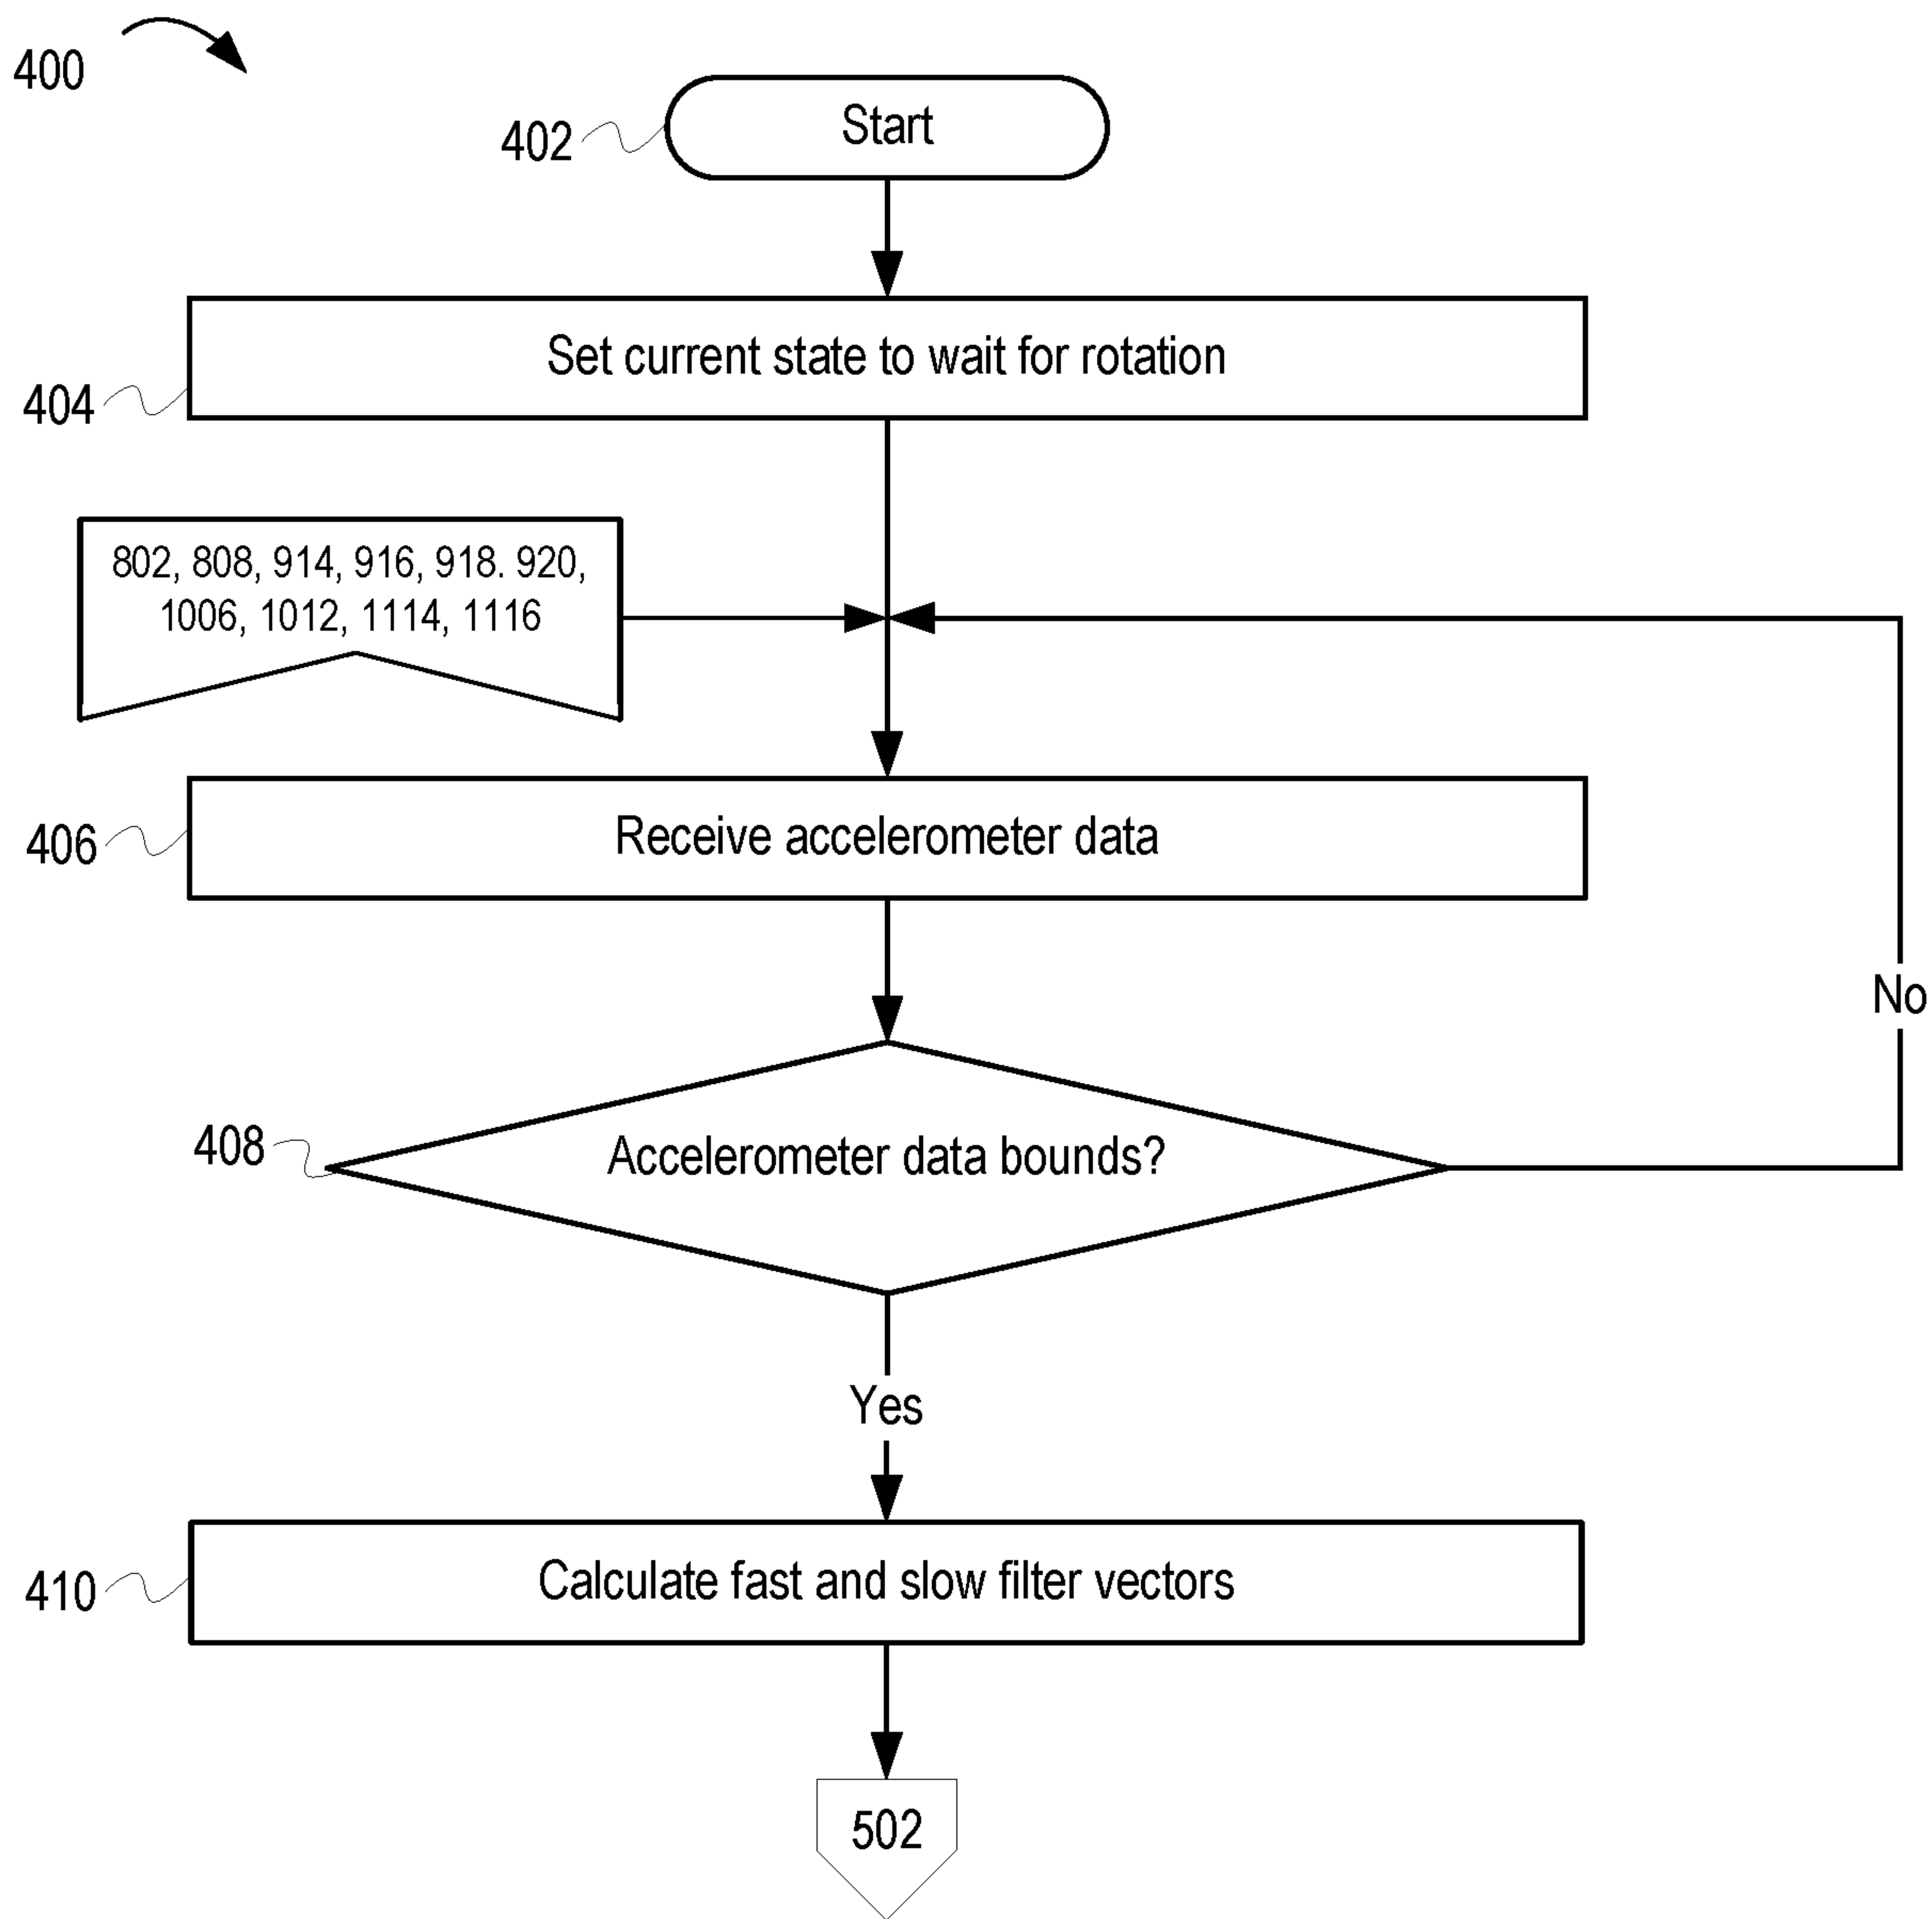 400
402
Start
Set current state to wait for rotation
404
802, 808, 914, 916, 918. 920,
1006, 1012, 1114, 1116
Receive accelerometer data
406
No
408
Accelerometer data bounds?
Yes
Calculate fast and slow filter vectors
410
502